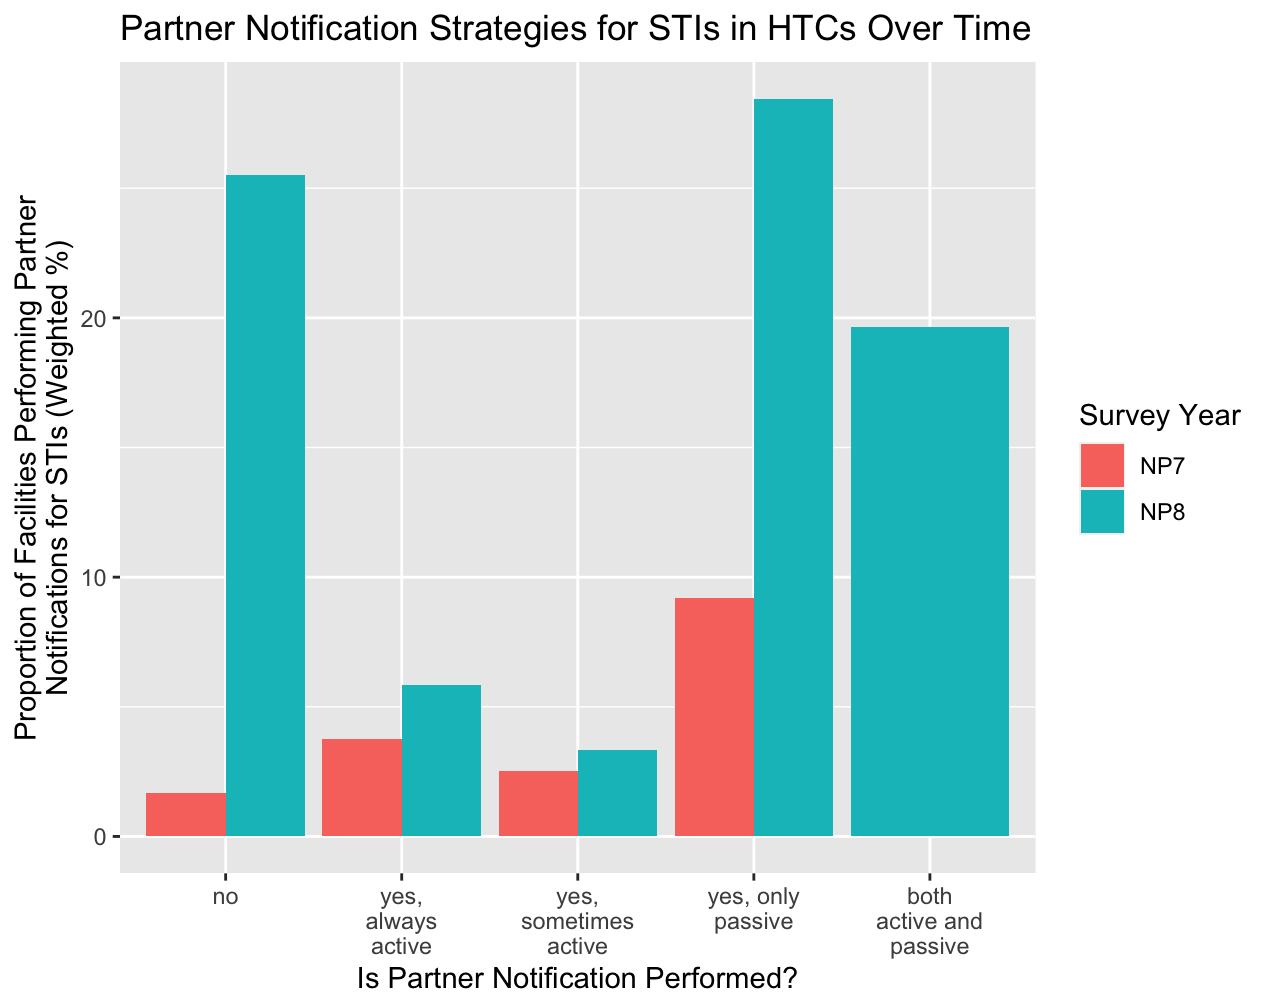 Partner Notification Strategies for STIs in HTCs Over Time
Proportion of Facilities Performing Partner
Notifications for STIs (Weighted %)
20
10
0
no
yes,
always
active
yes,
sometimes
active
yes, only
passive
both
active and
passive
Is Partner Notification Performed?
Survey Year
NP7
NP8